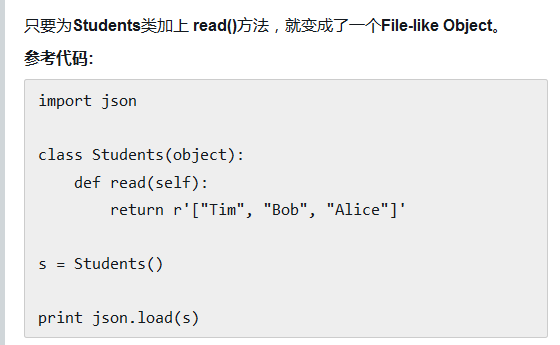 只要为Students类加上 read()方法，就变成了一个File-like Object。
参考代码:
import json
class Students(object):
    def read(self):
        return r'["Tim", "Bob", "Alice"]'
s = Students()
print json.load(s)